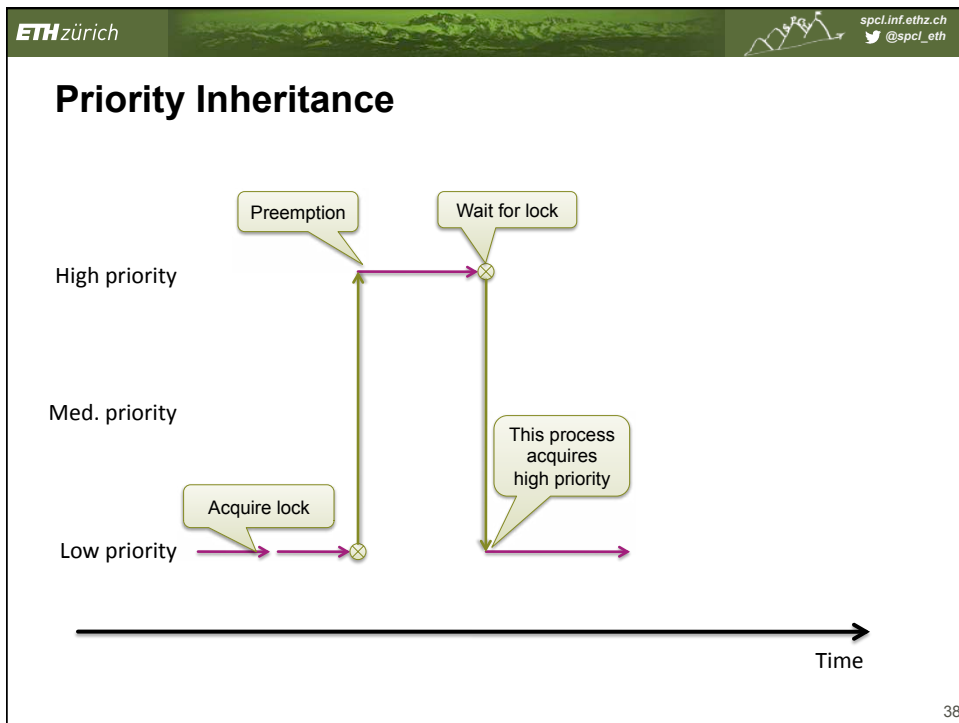 ETH zürich
spcl.inf.ethz.ch
@spcl_eth
Priority Inheritance
Preemption
Wait for lock
High priority
Med. priority
This process
acquires
high priority
Acquire lock
Low priority
Time
38